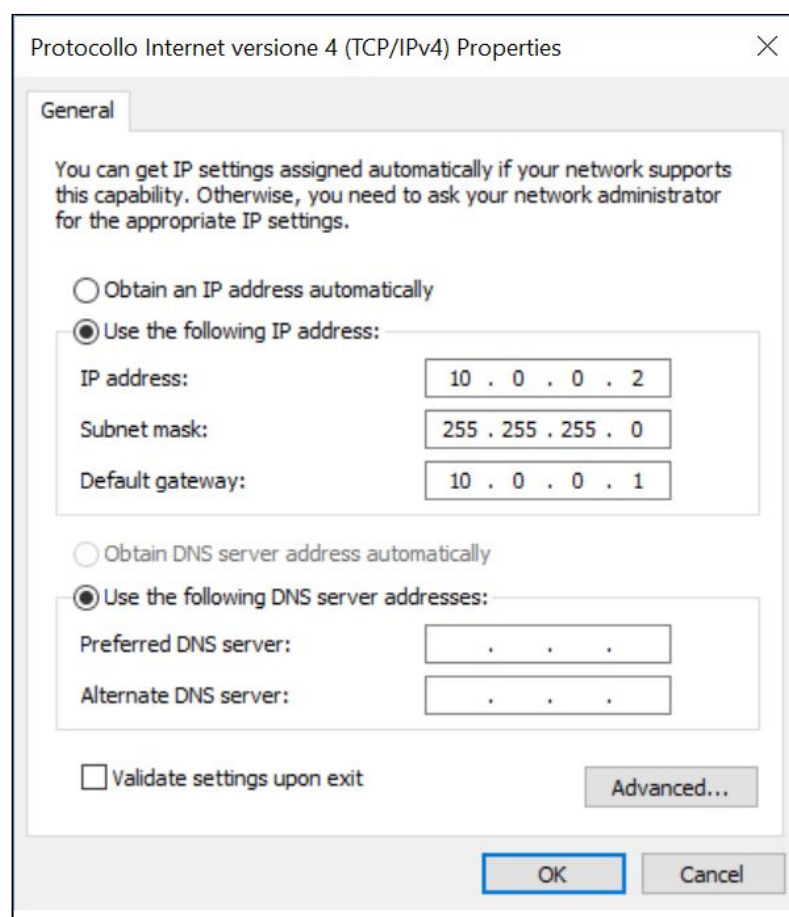 Protocollo Internet versione 4 (TCP/IPv4) Properties
General
You can get IP settings assigned automatically if your network supports
this capability. Otherwise, you need to ask your network administrator
for the appropriate IP settings.
Obtain an IP address automatically
Use the following IP address:
IP address: 10 . 0 . 0 . 2
Subnet mask: 255 . 255 . 255 . 0
Default gateway: 10 . 0 . 0 . 1
Obtain DNS server address automatically
Use the following DNS server addresses:
Preferred DNS server: . . .
Alternate DNS server: . . .
Validate settings upon exit
Advanced...
OK Cancel